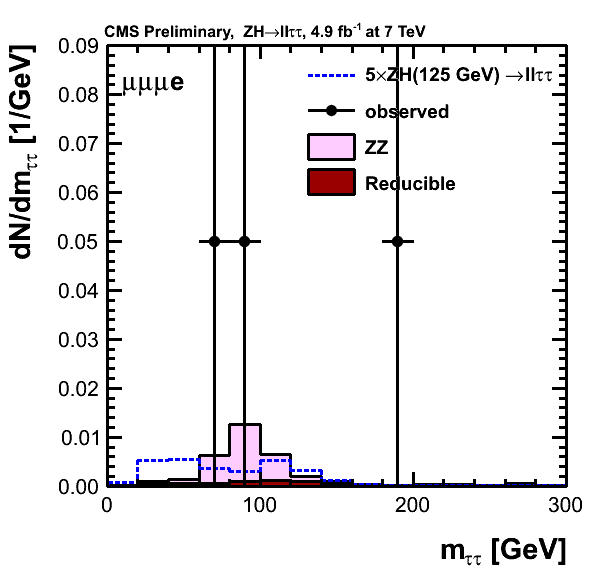 CMS Preliminary, ZH→llττ, 4.9 fb⁻¹ at 7 TeV
dN/dmττ [1/GeV]
0.09
0.08
0.07
0.06
0.05
0.04
0.03
0.02
0.01
0.00
μμμe
5×ZH(125 GeV) →llττ
observed
ZZ
Reducible
0
100
200
300
mττ [GeV]